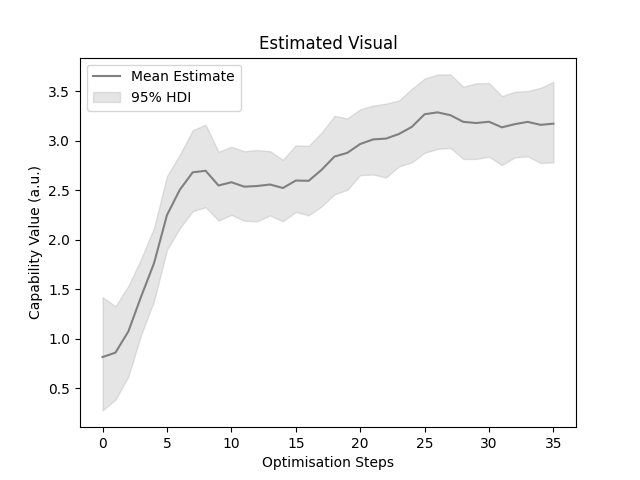 Estimated Visual
Mean Estimate
95% HDI
Capability Value (a.u.)
3.5
3.0
2.5
2.0
1.5
1.0
0.5
0 5 10 15 20 25 30 35
Optimisation Steps